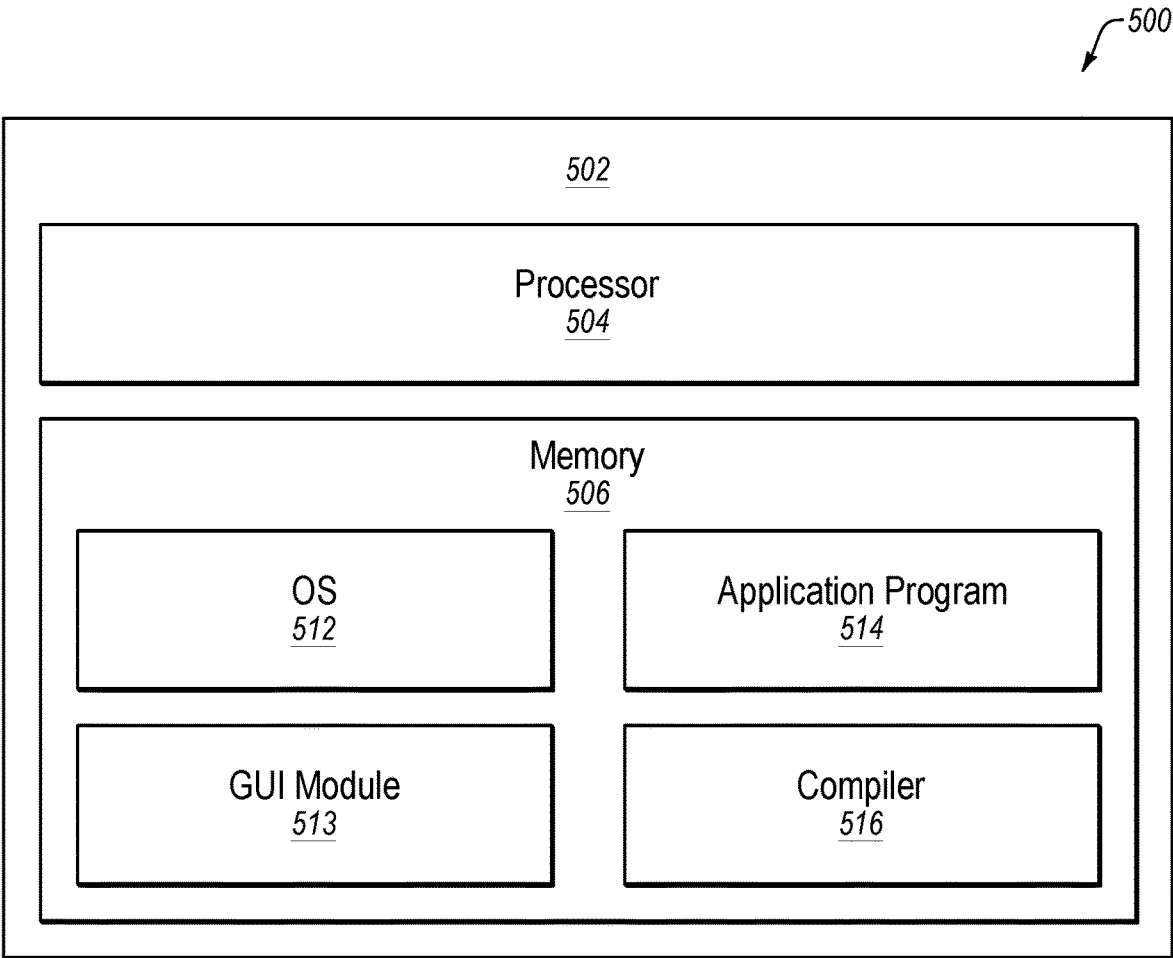 500
502
Processor
504
Memory
506
OS
512
Application Program
514
GUI Module
513
Compiler
516